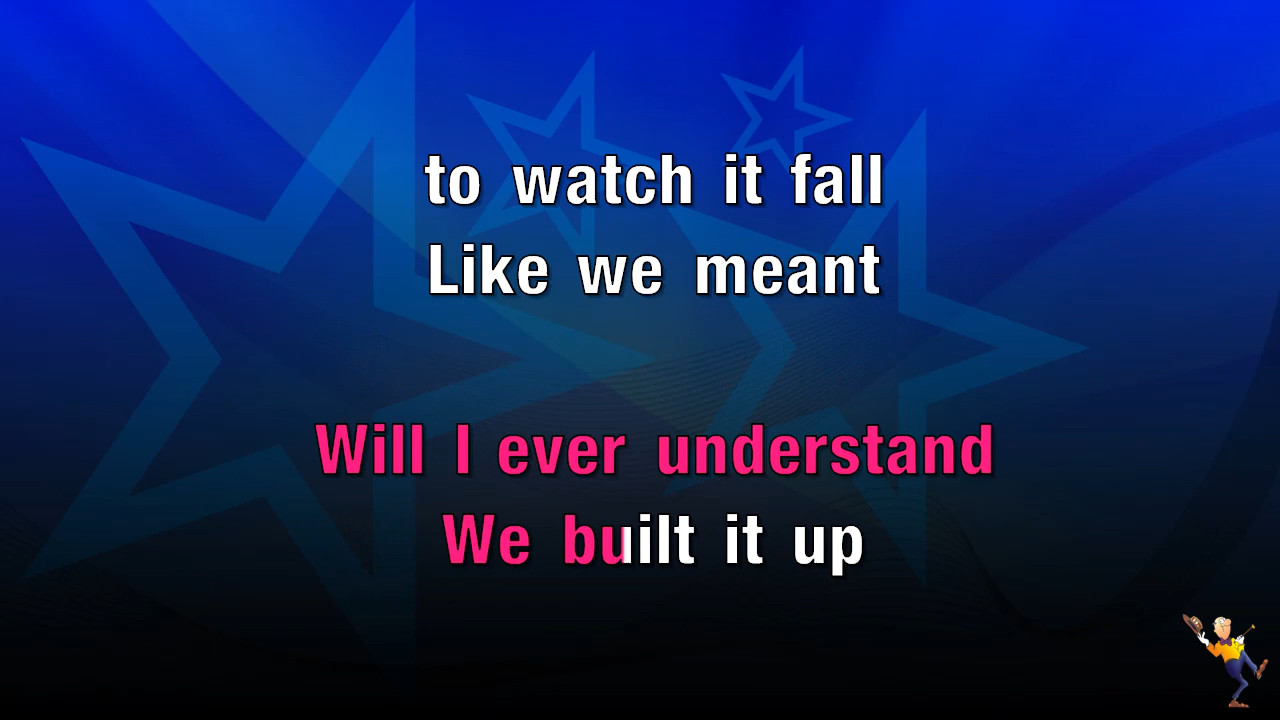 to watch it fall
Like we meant
Will I ever understand
We built it up